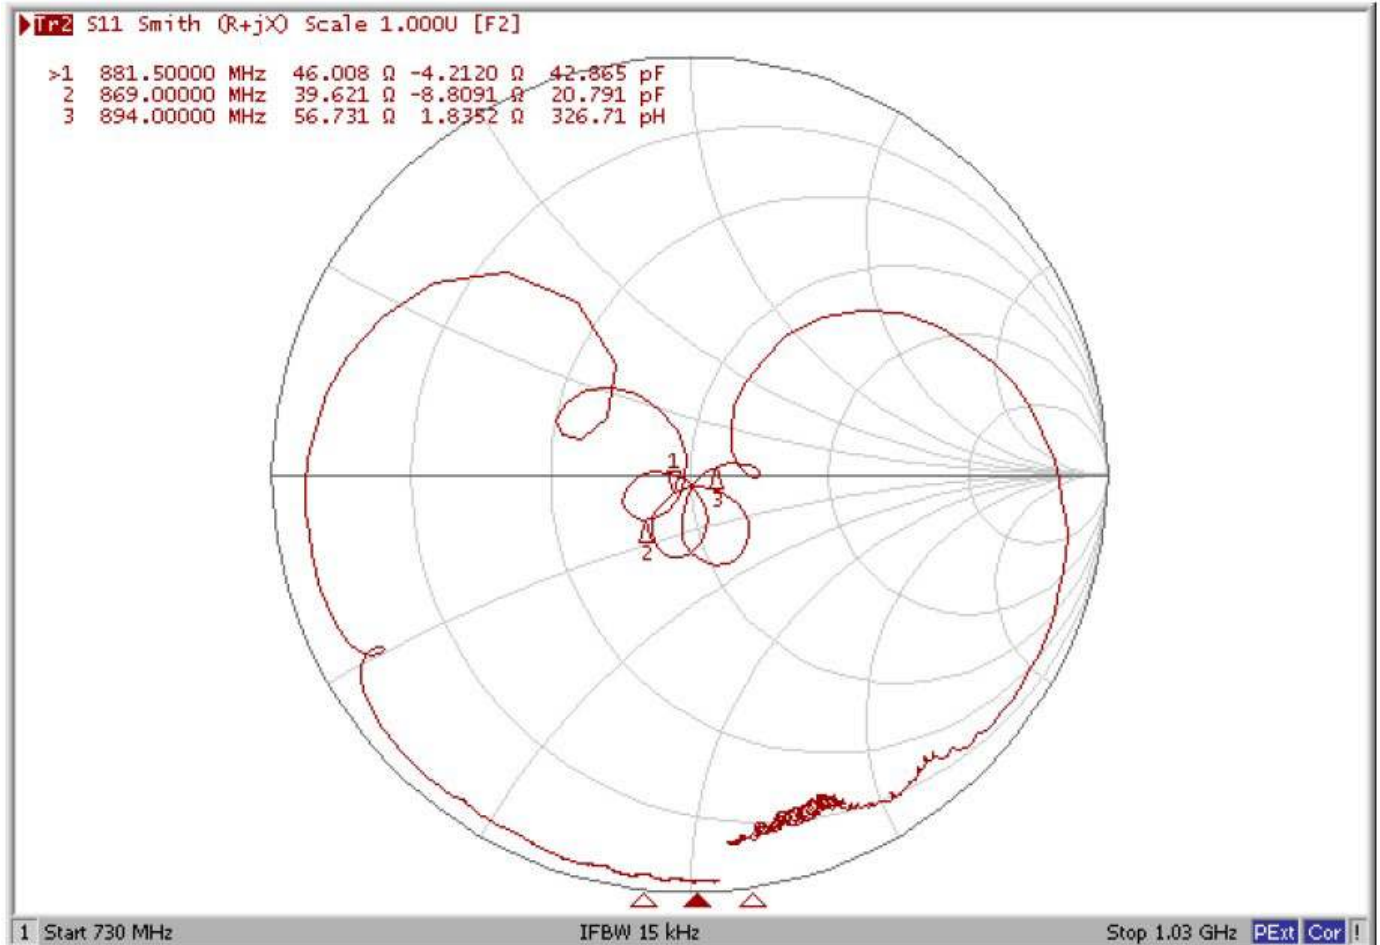 Tr2 S11 Smith (R+jX) Scale 1.000U [F2]
>1 881.50000 MHz 46.008 Ω -4.2120 Ω 42.865 pF
2 869.00000 MHz 39.621 Ω -8.8091 Ω 20.791 pF
3 894.00000 MHz 56.731 Ω 1.8352 Ω 326.71 pH
1
3
2
1 Start 730 MHz IFBW 15 kHz Stop 1.03 GHz PExt Cor !